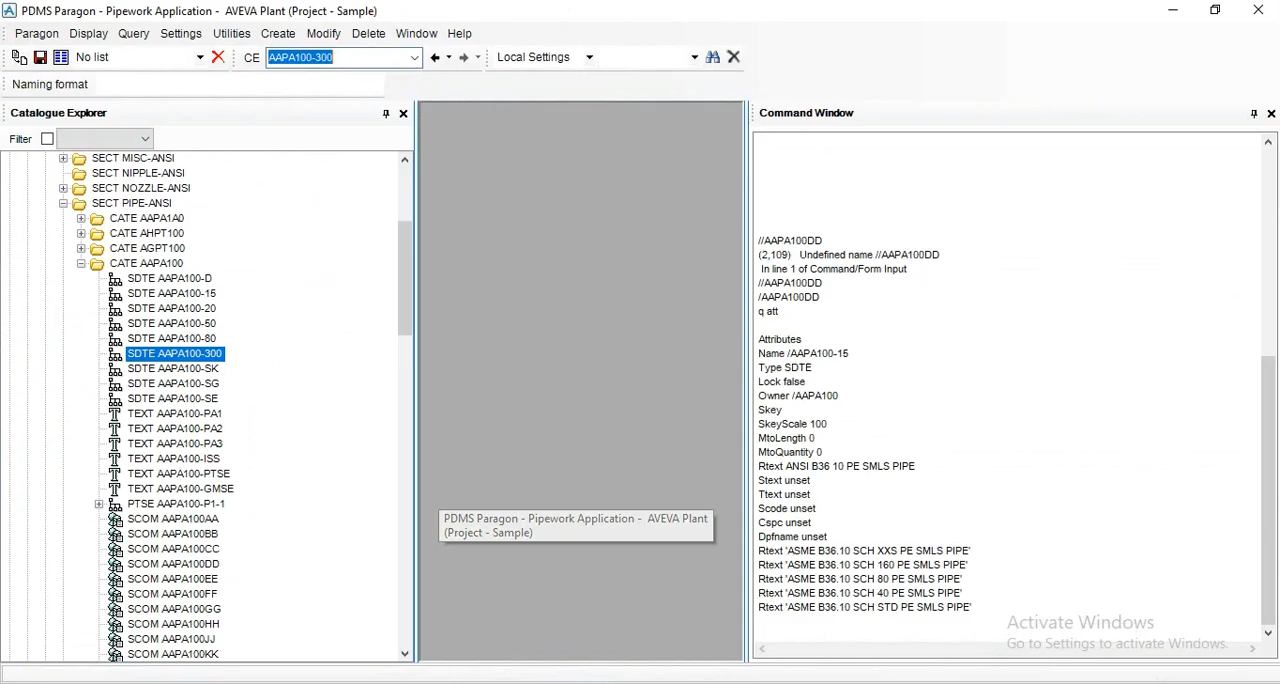 PDMS Paragon - Pipework Application - AVEVA Plant (Project - Sample)
Paragon Display Query Settings Utilities Create Modify Delete Window Help
No list CE AAPA100-300 Local Settings
Naming format
Catalogue Explorer
Filter
SECT MISC-ANSI
SECT NIPPLE-ANSI
SECT NOZZLE-ANSI
SECT PIPE-ANSI
CATE AAPA1A0
CATE AHPT100
CATE AGPT100
CATE AAPA100
SDTE AAPA100-D
SDTE AAPA100-15
SDTE AAPA100-20
SDTE AAPA100-50
SDTE AAPA100-80
SDTE AAPA100-300
SDTE AAPA100-SK
SDTE AAPA100-SG
SDTE AAPA100-SE
TEXT AAPA100-PA1
TEXT AAPA100-PA2
TEXT AAPA100-PA3
TEXT AAPA100-ISS
TEXT AAPA100-PTSE
TEXT AAPA100-GMSE
PTSE AAPA100-P1-1
SCOM AAPA100AA
SCOM AAPA100BB
SCOM AAPA100CC
SCOM AAPA100DD
SCOM AAPA100EE
SCOM AAPA100FF
SCOM AAPA100GG
SCOM AAPA100HH
SCOM AAPA100JJ
SCOM AAPA100KK
PDMS Paragon - Pipework Application - AVEVA Plant
(Project - Sample)
Command Window
//AAPA100DD
(2,109) Undefined name //AAPA100DD
In line 1 of Command/Form Input
//AAPA100DD
/AAPA100DD
q att
Attributes
Name /AAPA100-15
Type SDTE
Lock false
Owner /AAPA100
Skey
SkeyScale 100
MtoLength 0
MtoQuantity 0
Rtext ANSI B36 10 PE SMLS PIPE
Stext unset
Ttext unset
Scode unset
Cspc unset
Dpfname unset
Rtext 'ASME B36.10 SCH XXS PE SMLS PIPE'
Rtext 'ASME B36.10 SCH 160 PE SMLS PIPE'
Rtext 'ASME B36.10 SCH 80 PE SMLS PIPE'
Rtext 'ASME B36.10 SCH 40 PE SMLS PIPE'
Rtext 'ASME B36.10 SCH STD PE SMLS PIPE'
Activate Windows
Go to Settings to activate Windows.